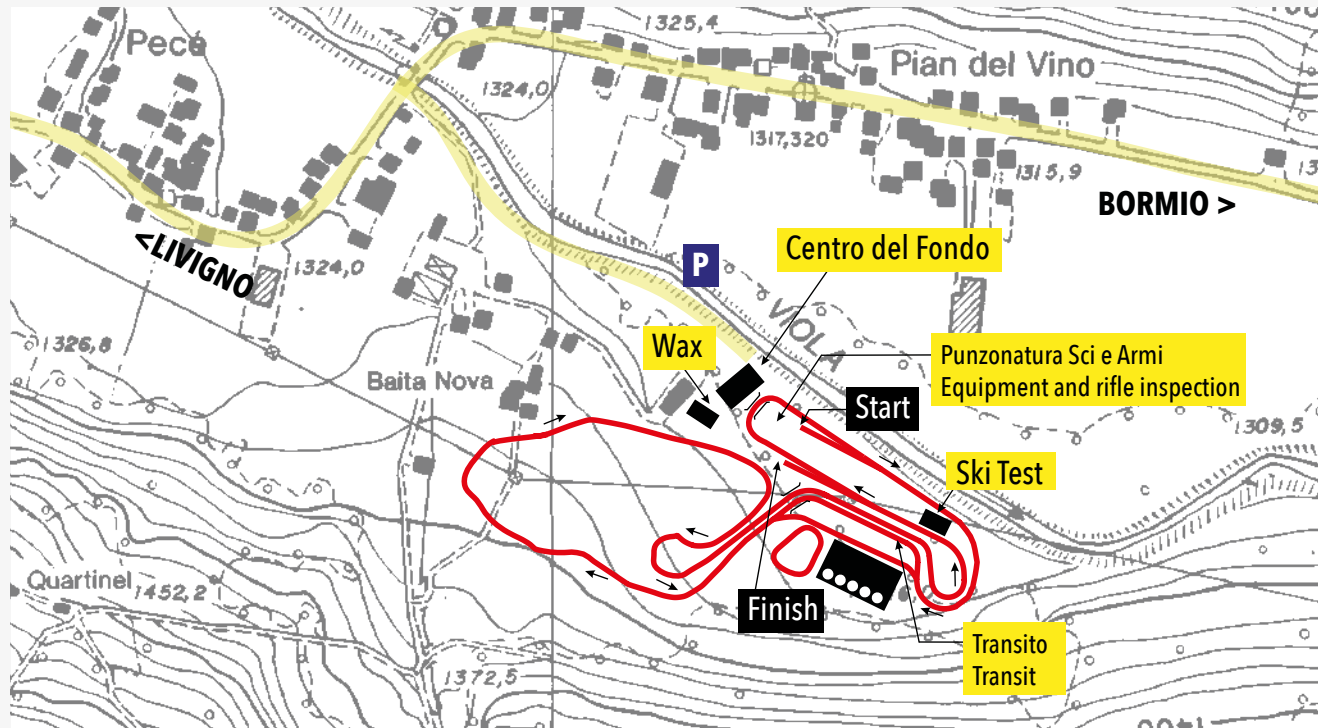 1325,4
Pecé
Pian del Vino
1324,0
1317,320
1315,9
BORMIO >
<LIVIGNO
1324,0
P
Centro del Fondo
VIOLA
1326,8
Wax
Punzonatura Sci e Armi
Equipment and rifle inspection
Baita Nova
Start
1309,5
Ski Test
Quartinel
1452,2
Finish
Transito
Transit
1372,5